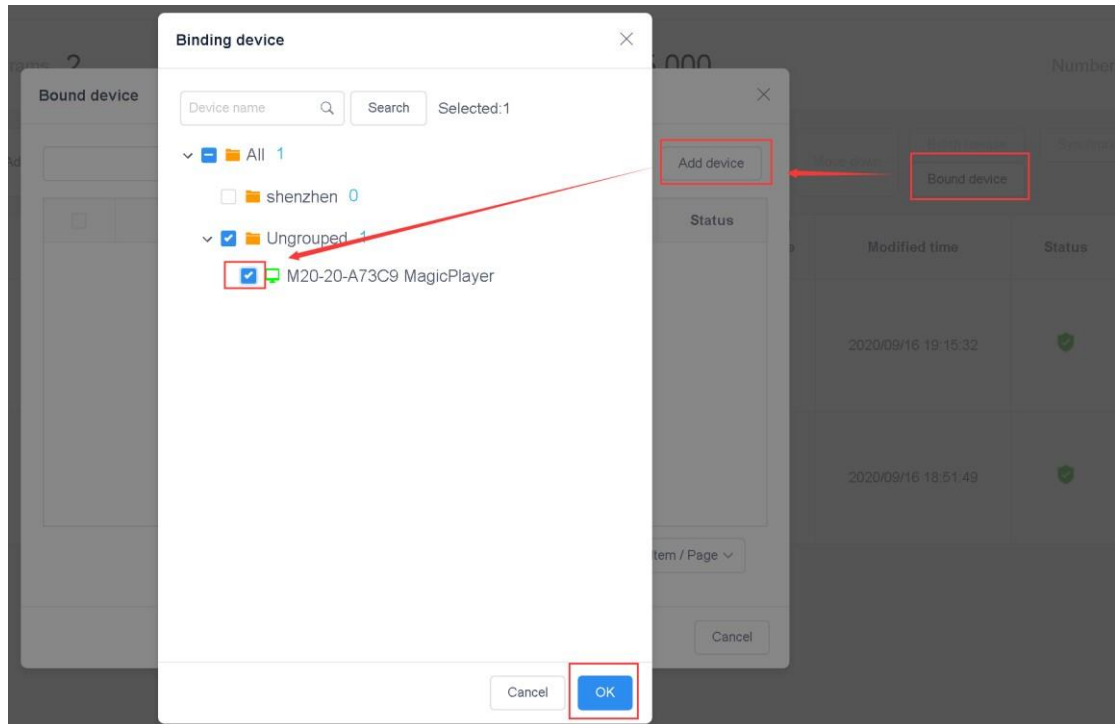 Binding device
Device name
Search
Selected:1
All 1
shenzhen 0
Ungrouped 1
M20-20-A73C9 MagicPlayer
Cancel
OK
Bound device
Add device
Status
Item / Page
Cancel
2
Number
Bound device
Modified time
Status
2020/09/16 19:15:32
2020/09/16 18:51:49